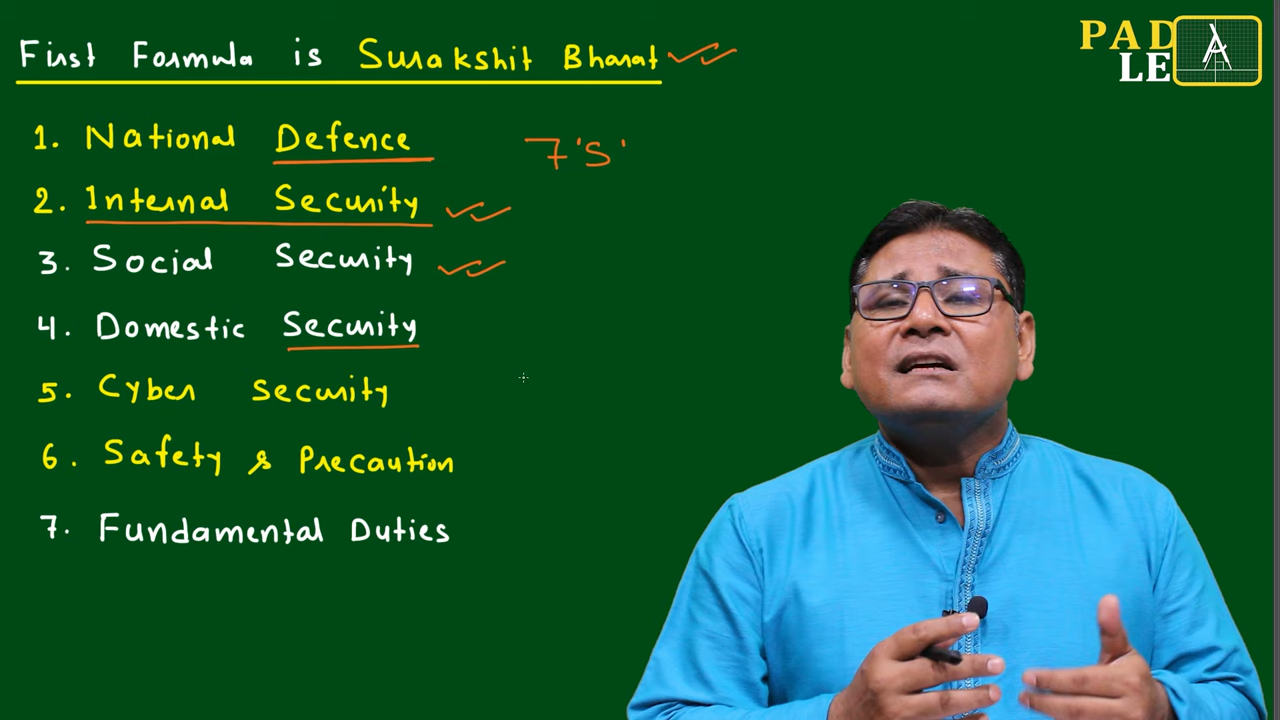 First Formula is Surakshit Bharat
PAD
LE
1. National Defence
7 'S'
2. Internal Security
3. Social Security
4. Domestic Security
5. Cyber Security
6. Safety & Precaution
7. Fundamental Duties